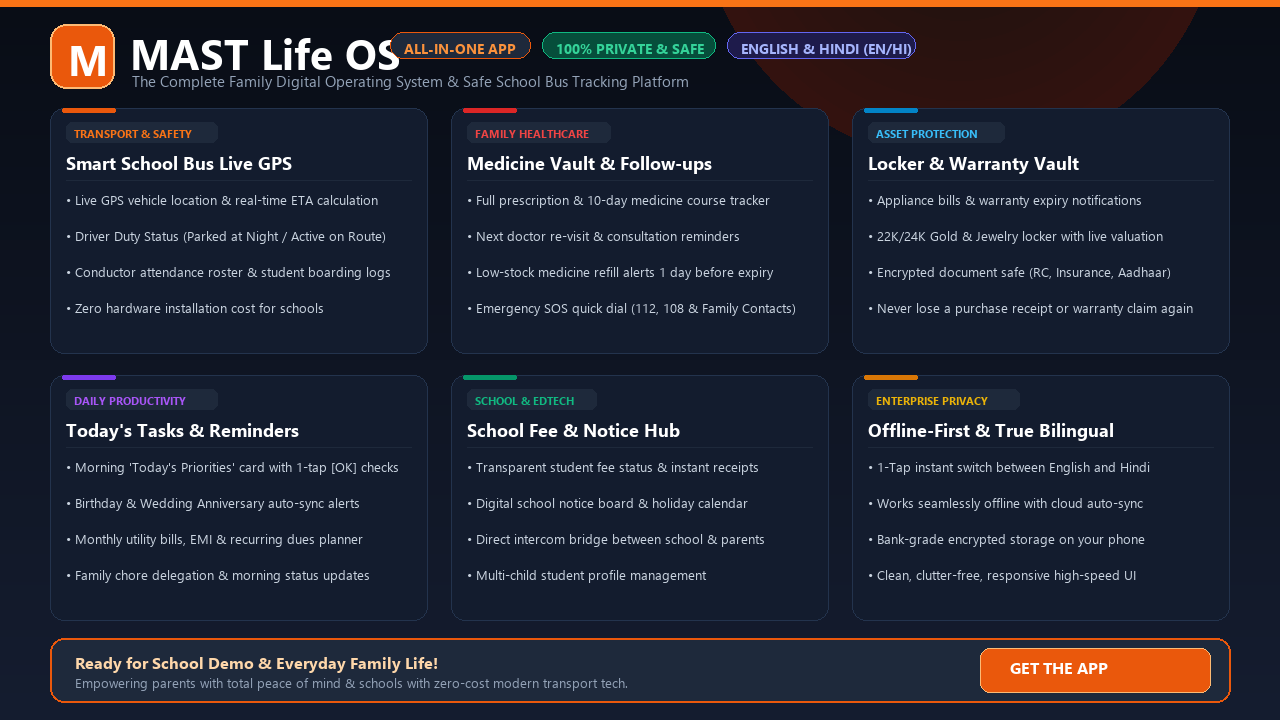 M
MAST Life OS
ALL-IN-ONE APP
100% PRIVATE & SAFE
ENGLISH & HINDI (EN/HI)
The Complete Family Digital Operating System & Safe School Bus Tracking Platform
TRANSPORT & SAFETY
Smart School Bus Live GPS
• Live GPS vehicle location & real-time ETA calculation
• Driver Duty Status (Parked at Night / Active on Route)
• Conductor attendance roster & student boarding logs
• Zero hardware installation cost for schools
FAMILY HEALTHCARE
Medicine Vault & Follow-ups
• Full prescription & 10-day medicine course tracker
• Next doctor re-visit & consultation reminders
• Low-stock medicine refill alerts 1 day before expiry
• Emergency SOS quick dial (112, 108 & Family Contacts)
ASSET PROTECTION
Locker & Warranty Vault
• Appliance bills & warranty expiry notifications
• 22K/24K Gold & Jewelry locker with live valuation
• Encrypted document safe (RC, Insurance, Aadhaar)
• Never lose a purchase receipt or warranty claim again
DAILY PRODUCTIVITY
Today's Tasks & Reminders
• Morning 'Today's Priorities' card with 1-tap [OK] checks
• Birthday & Wedding Anniversary auto-sync alerts
• Monthly utility bills, EMI & recurring dues planner
• Family chore delegation & morning status updates
SCHOOL & EDTECH
School Fee & Notice Hub
• Transparent student fee status & instant receipts
• Digital school notice board & holiday calendar
• Direct intercom bridge between school & parents
• Multi-child student profile management
ENTERPRISE PRIVACY
Offline-First & True Bilingual
• 1-Tap instant switch between English and Hindi
• Works seamlessly offline with cloud auto-sync
• Bank-grade encrypted storage on your phone
• Clean, clutter-free, responsive high-speed UI
Ready for School Demo & Everyday Family Life!
Empowering parents with total peace of mind & schools with zero-cost modern transport tech.
GET THE APP